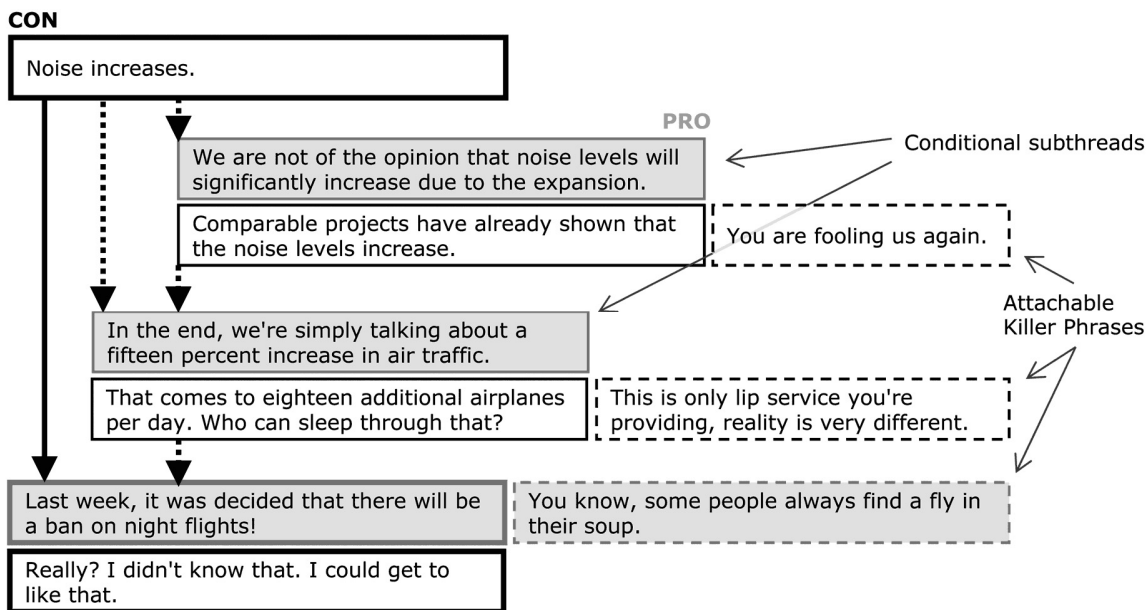 CON
Noise increases.
PRO
We are not of the opinion that noise levels will
significantly increase due to the expansion.
Conditional subthreads
Comparable projects have already shown that
the noise levels increase.
You are fooling us again.
Attachable
Killer Phrases
In the end, we're simply talking about a
fifteen percent increase in air traffic.
That comes to eighteen additional airplanes
per day. Who can sleep through that?
This is only lip service you're
providing, reality is very different.
Last week, it was decided that there will be
a ban on night flights!
You know, some people always find a fly in
their soup.
Really? I didn't know that. I could get to
like that.